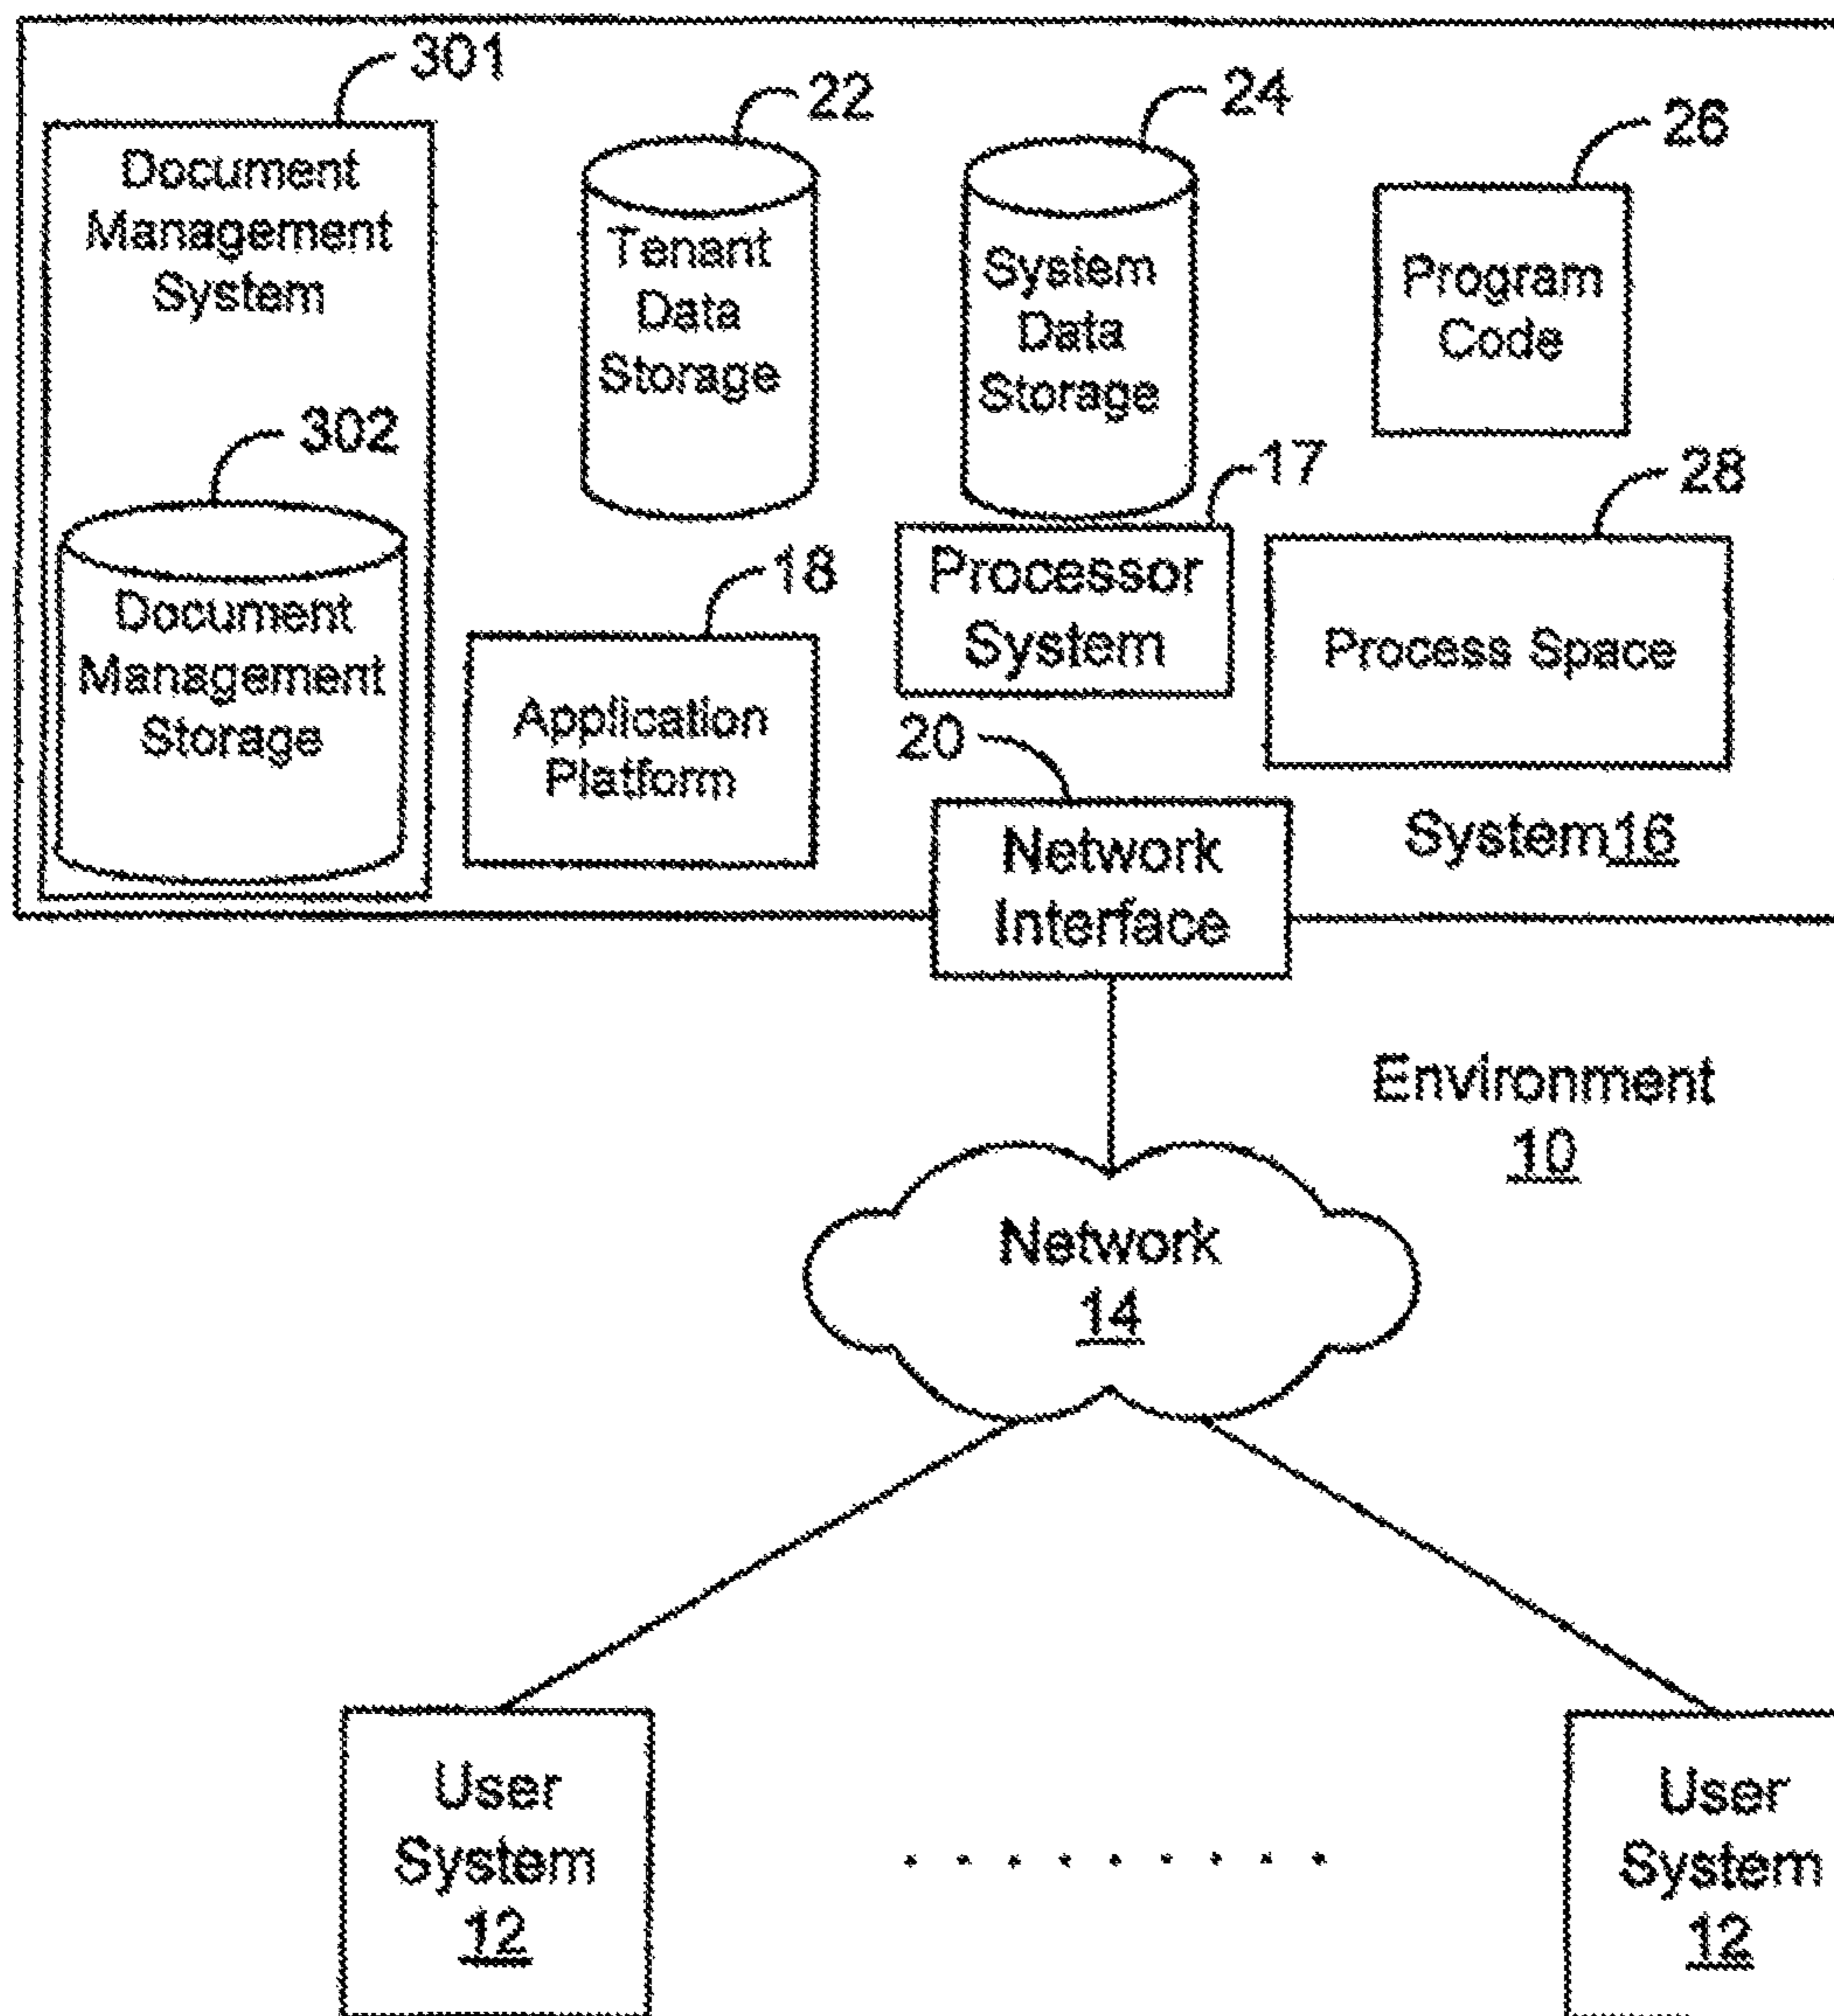 301
Document
Management
System
302
Document
Management
Storage
22
Tenant
Data
Storage
24
System
Data
Storage
26
Program
Code
18
Application
Platform
17
Processor
System
28
Process Space
20
Network
Interface
System 16
Environment
10
Network
14
User
System
12
User
System
12